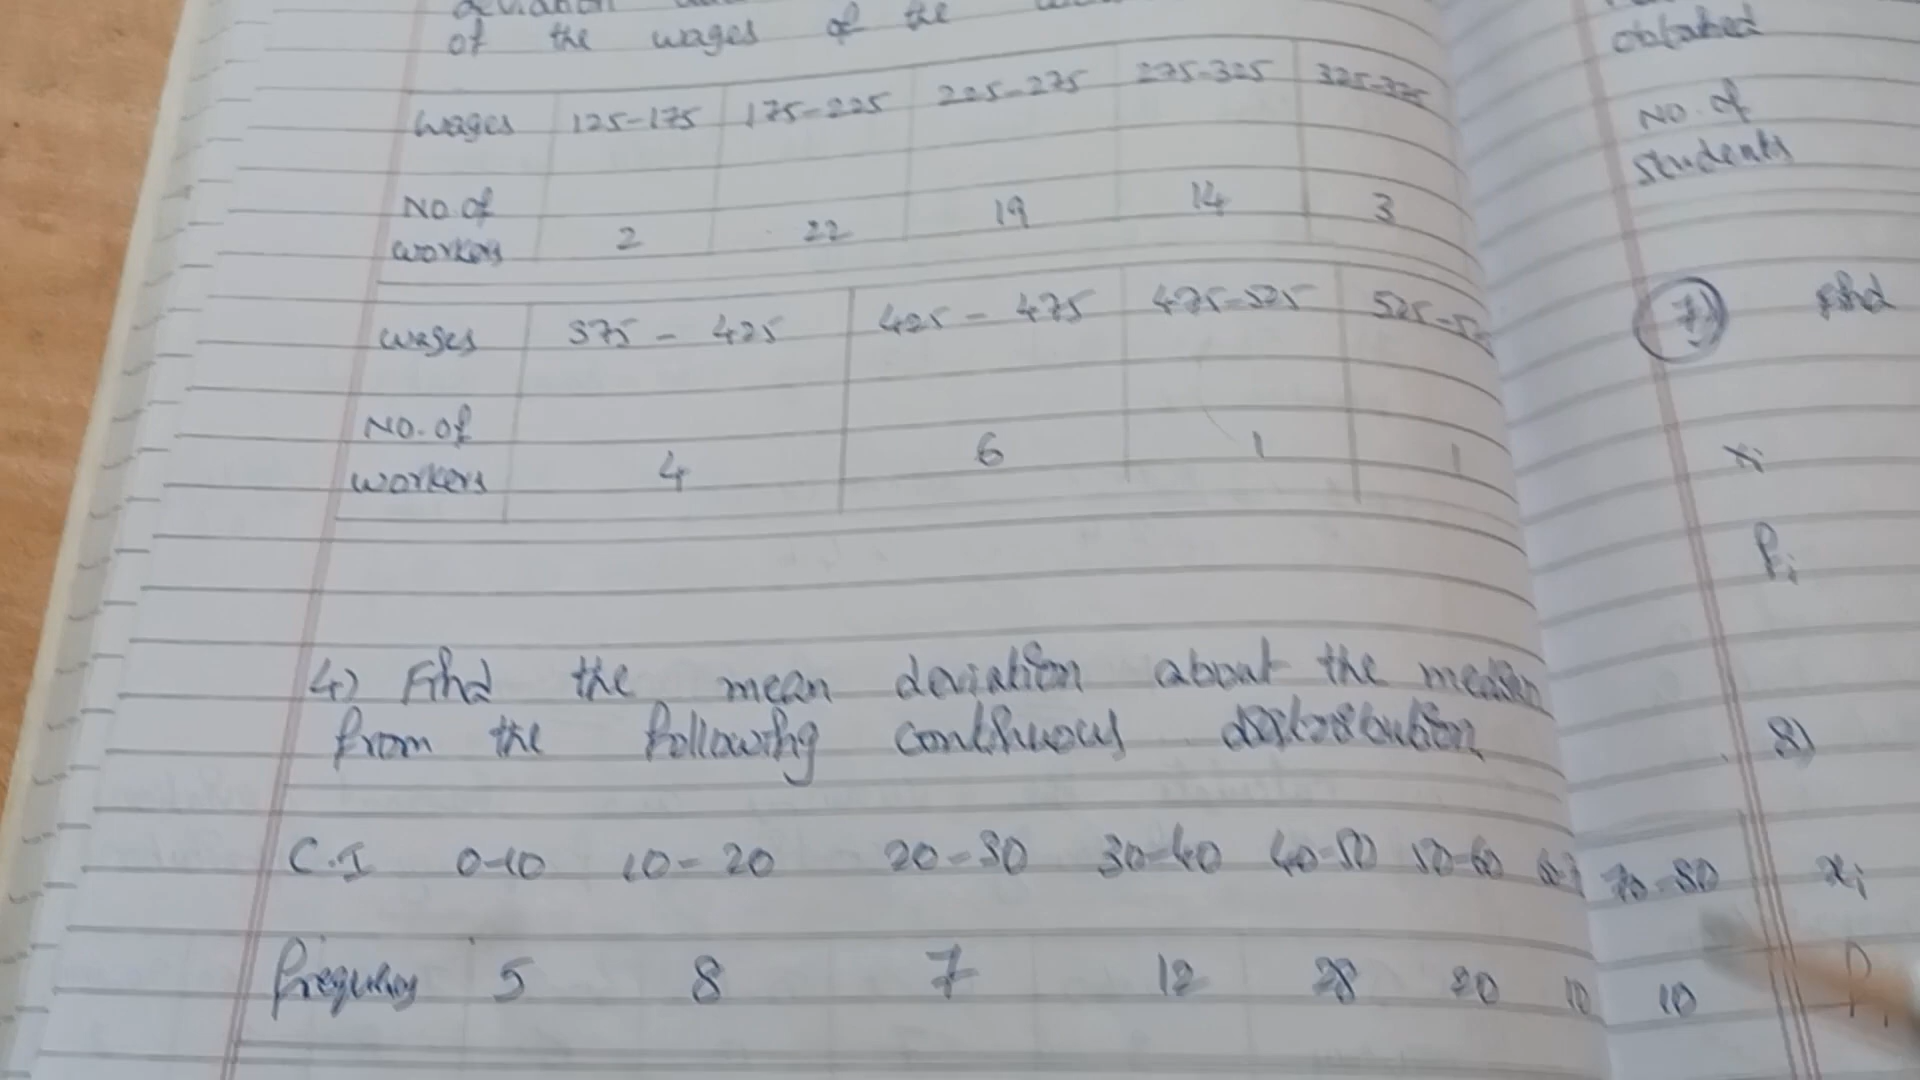 of the wages of the
wages 125-175 175-225 225-275 275-325 325-375
No. of workers 2 22 19 14 3
wages 375 - 425 425 - 475 475-525 525-5
No. of workers 4 6 1 1
4) Find the mean deviation about the median
from the following continuous distribution
C.I 0-10 10-20 20-30 30-40 40-50 50-60 70-80
frequency 5 8 7 12 28 20 10 10
obtained
No. of
students
7) Find
xi
fi
8)
xi